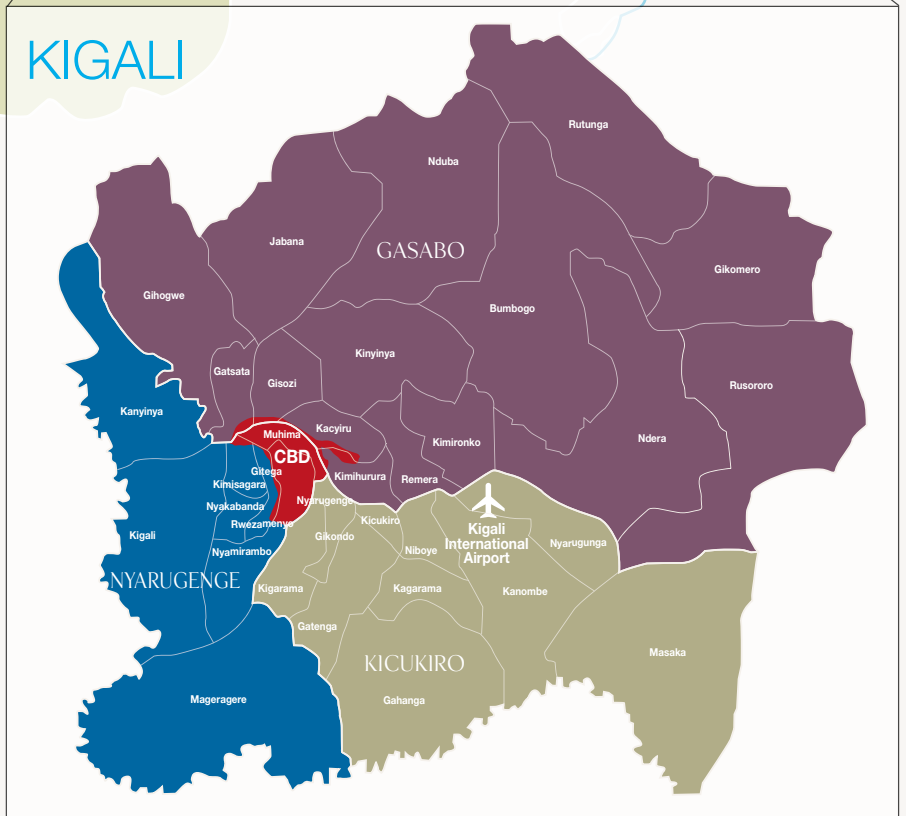 KIGALI
Rutunga
Nduba
Jabana
GASABO
Gikomero
Gihogwe
Bumbogo
Kinyinya
Gatsata
Gisozi
Rusororo
Kanyinya
Kacyiru
Muhima
Ndera
Kimironko
CBD
Gitega
Kimihurura
Remera
Kimisagara
Nyarugenge
Nyakabanda
Kicukiro
Rwezamenyo
Kigali
Gikondo
Kigali
International
Airport
Nyarugunga
Niboye
Nyamirambo
NYARUGENGE
Kigarama
Kagarama
Kanombe
Gatenga
Masaka
KICUKIRO
Mageragere
Gahanga